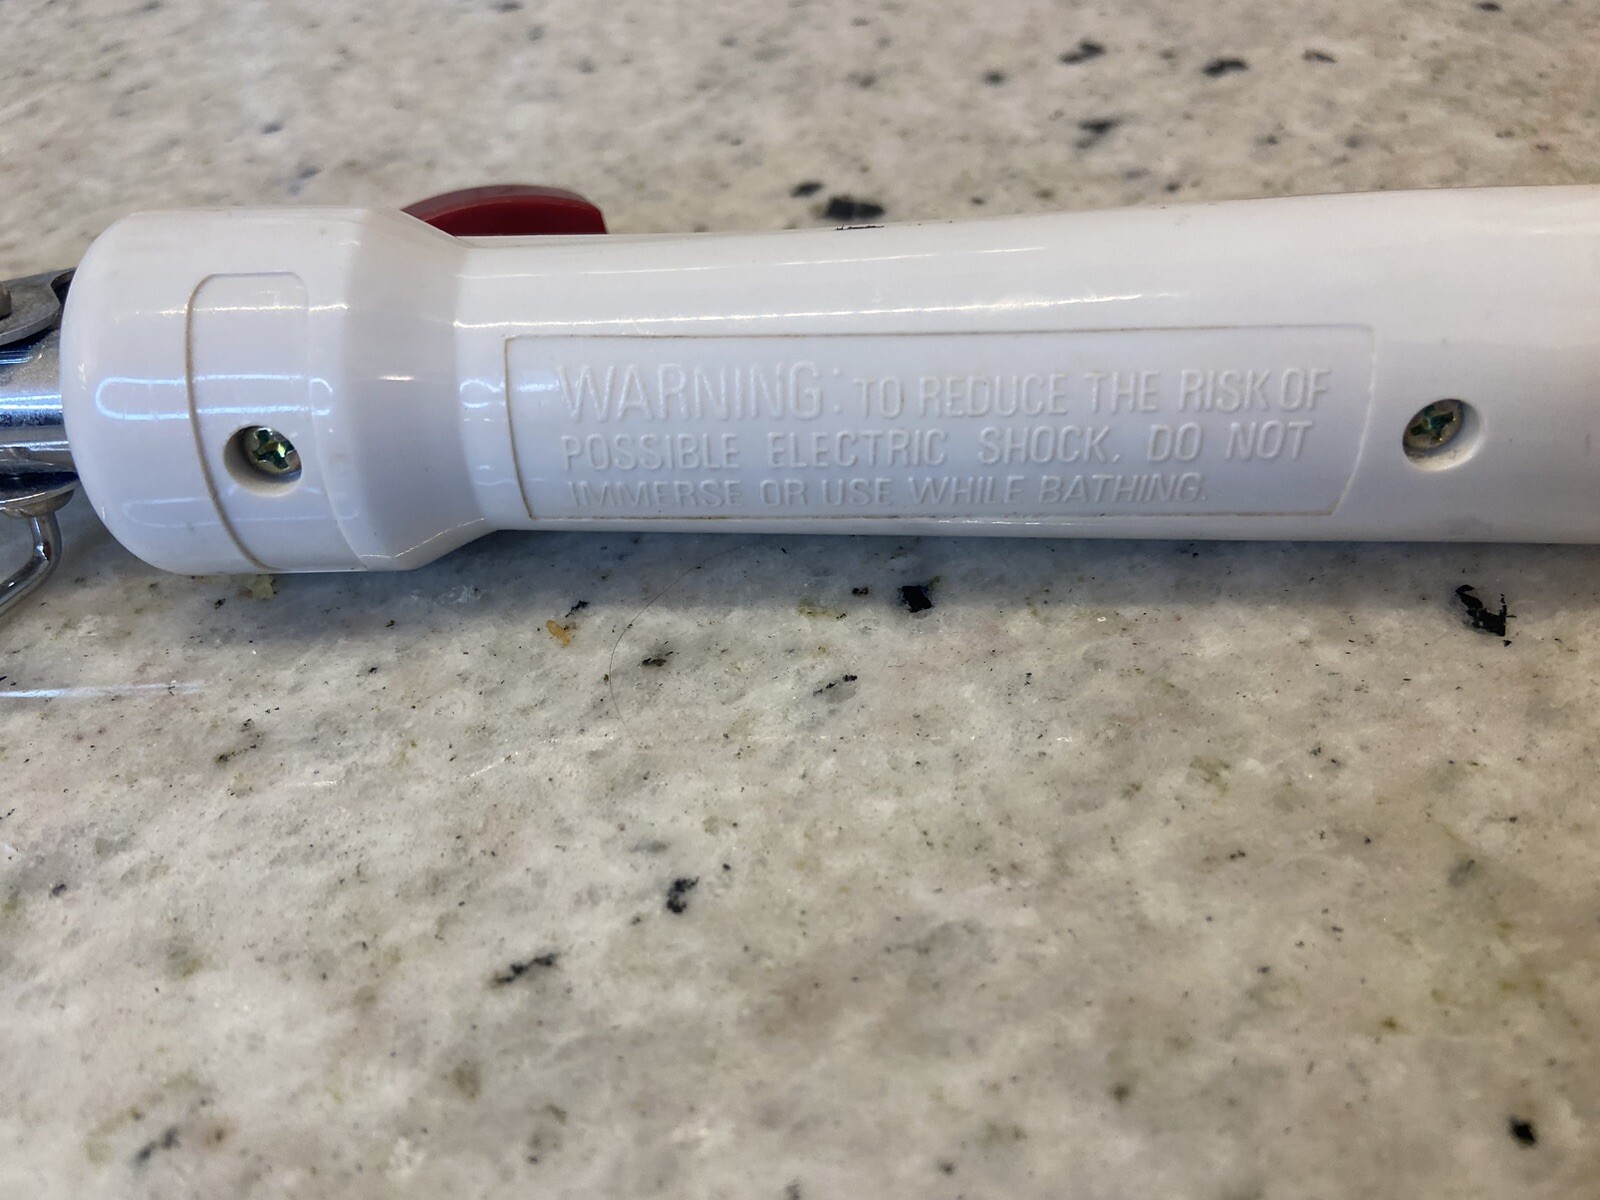 WARNING: TO REDUCE THE RISK OF
POSSIBLE ELECTRIC SHOCK, DO NOT
IMMERSE OR USE WHILE BATHING.